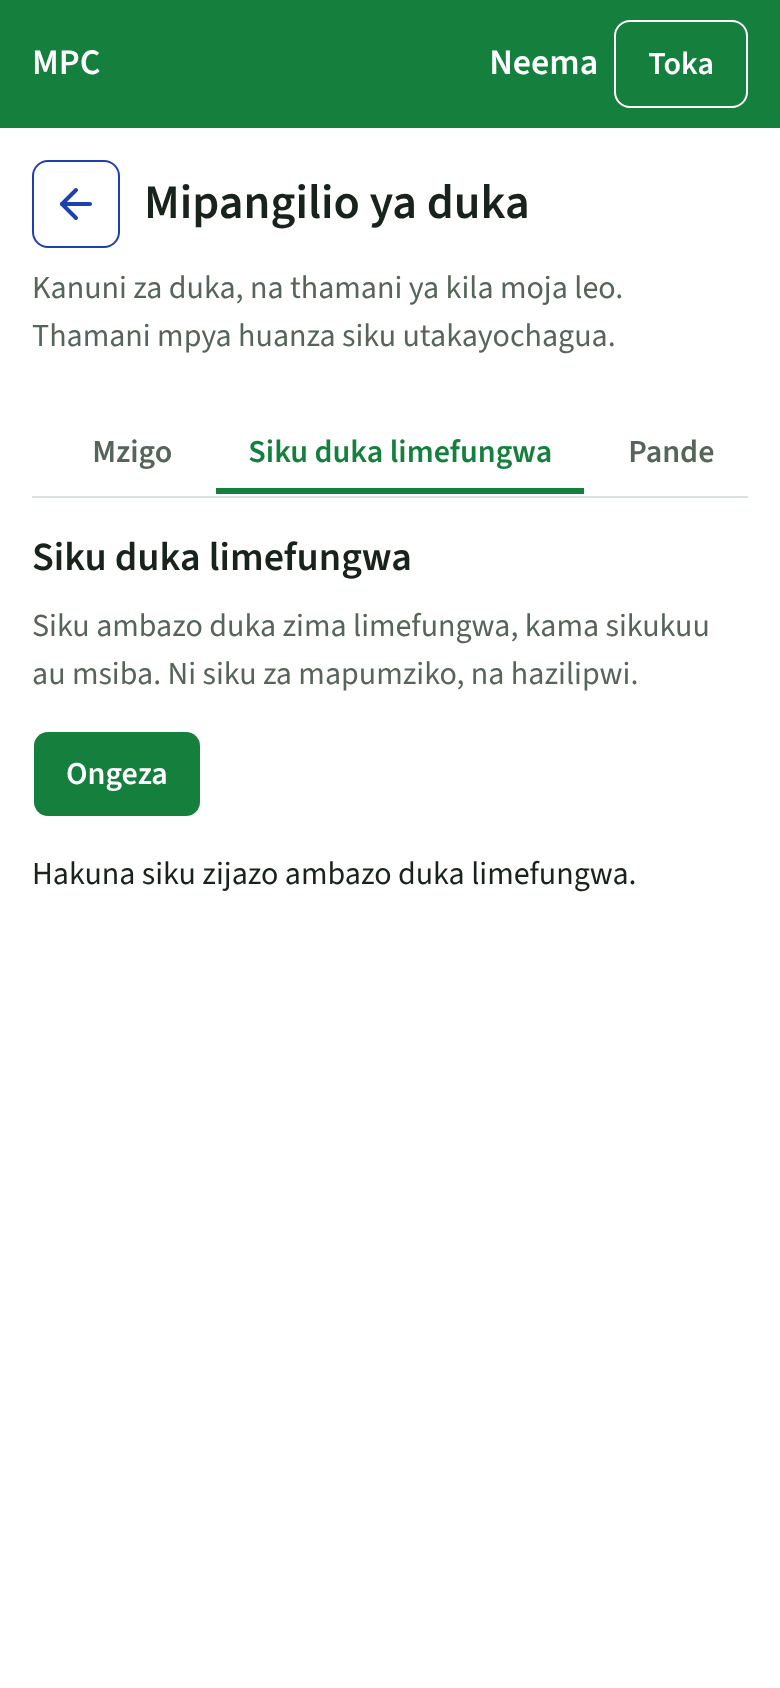 MPC
Neema
Toka
Mipangilio ya duka
Kanuni za duka, na thamani ya kila moja leo.
Thamani mpya huanza siku utakayochagua.
Mzigo
Siku duka limefungwa
Pande
Siku duka limefungwa
Siku ambazo duka zima limefungwa, kama sikukuu
au msiba. Ni siku za mapumziko, na hazilipwi.
Ongeza
Hakuna siku zijazo ambazo duka limefungwa.